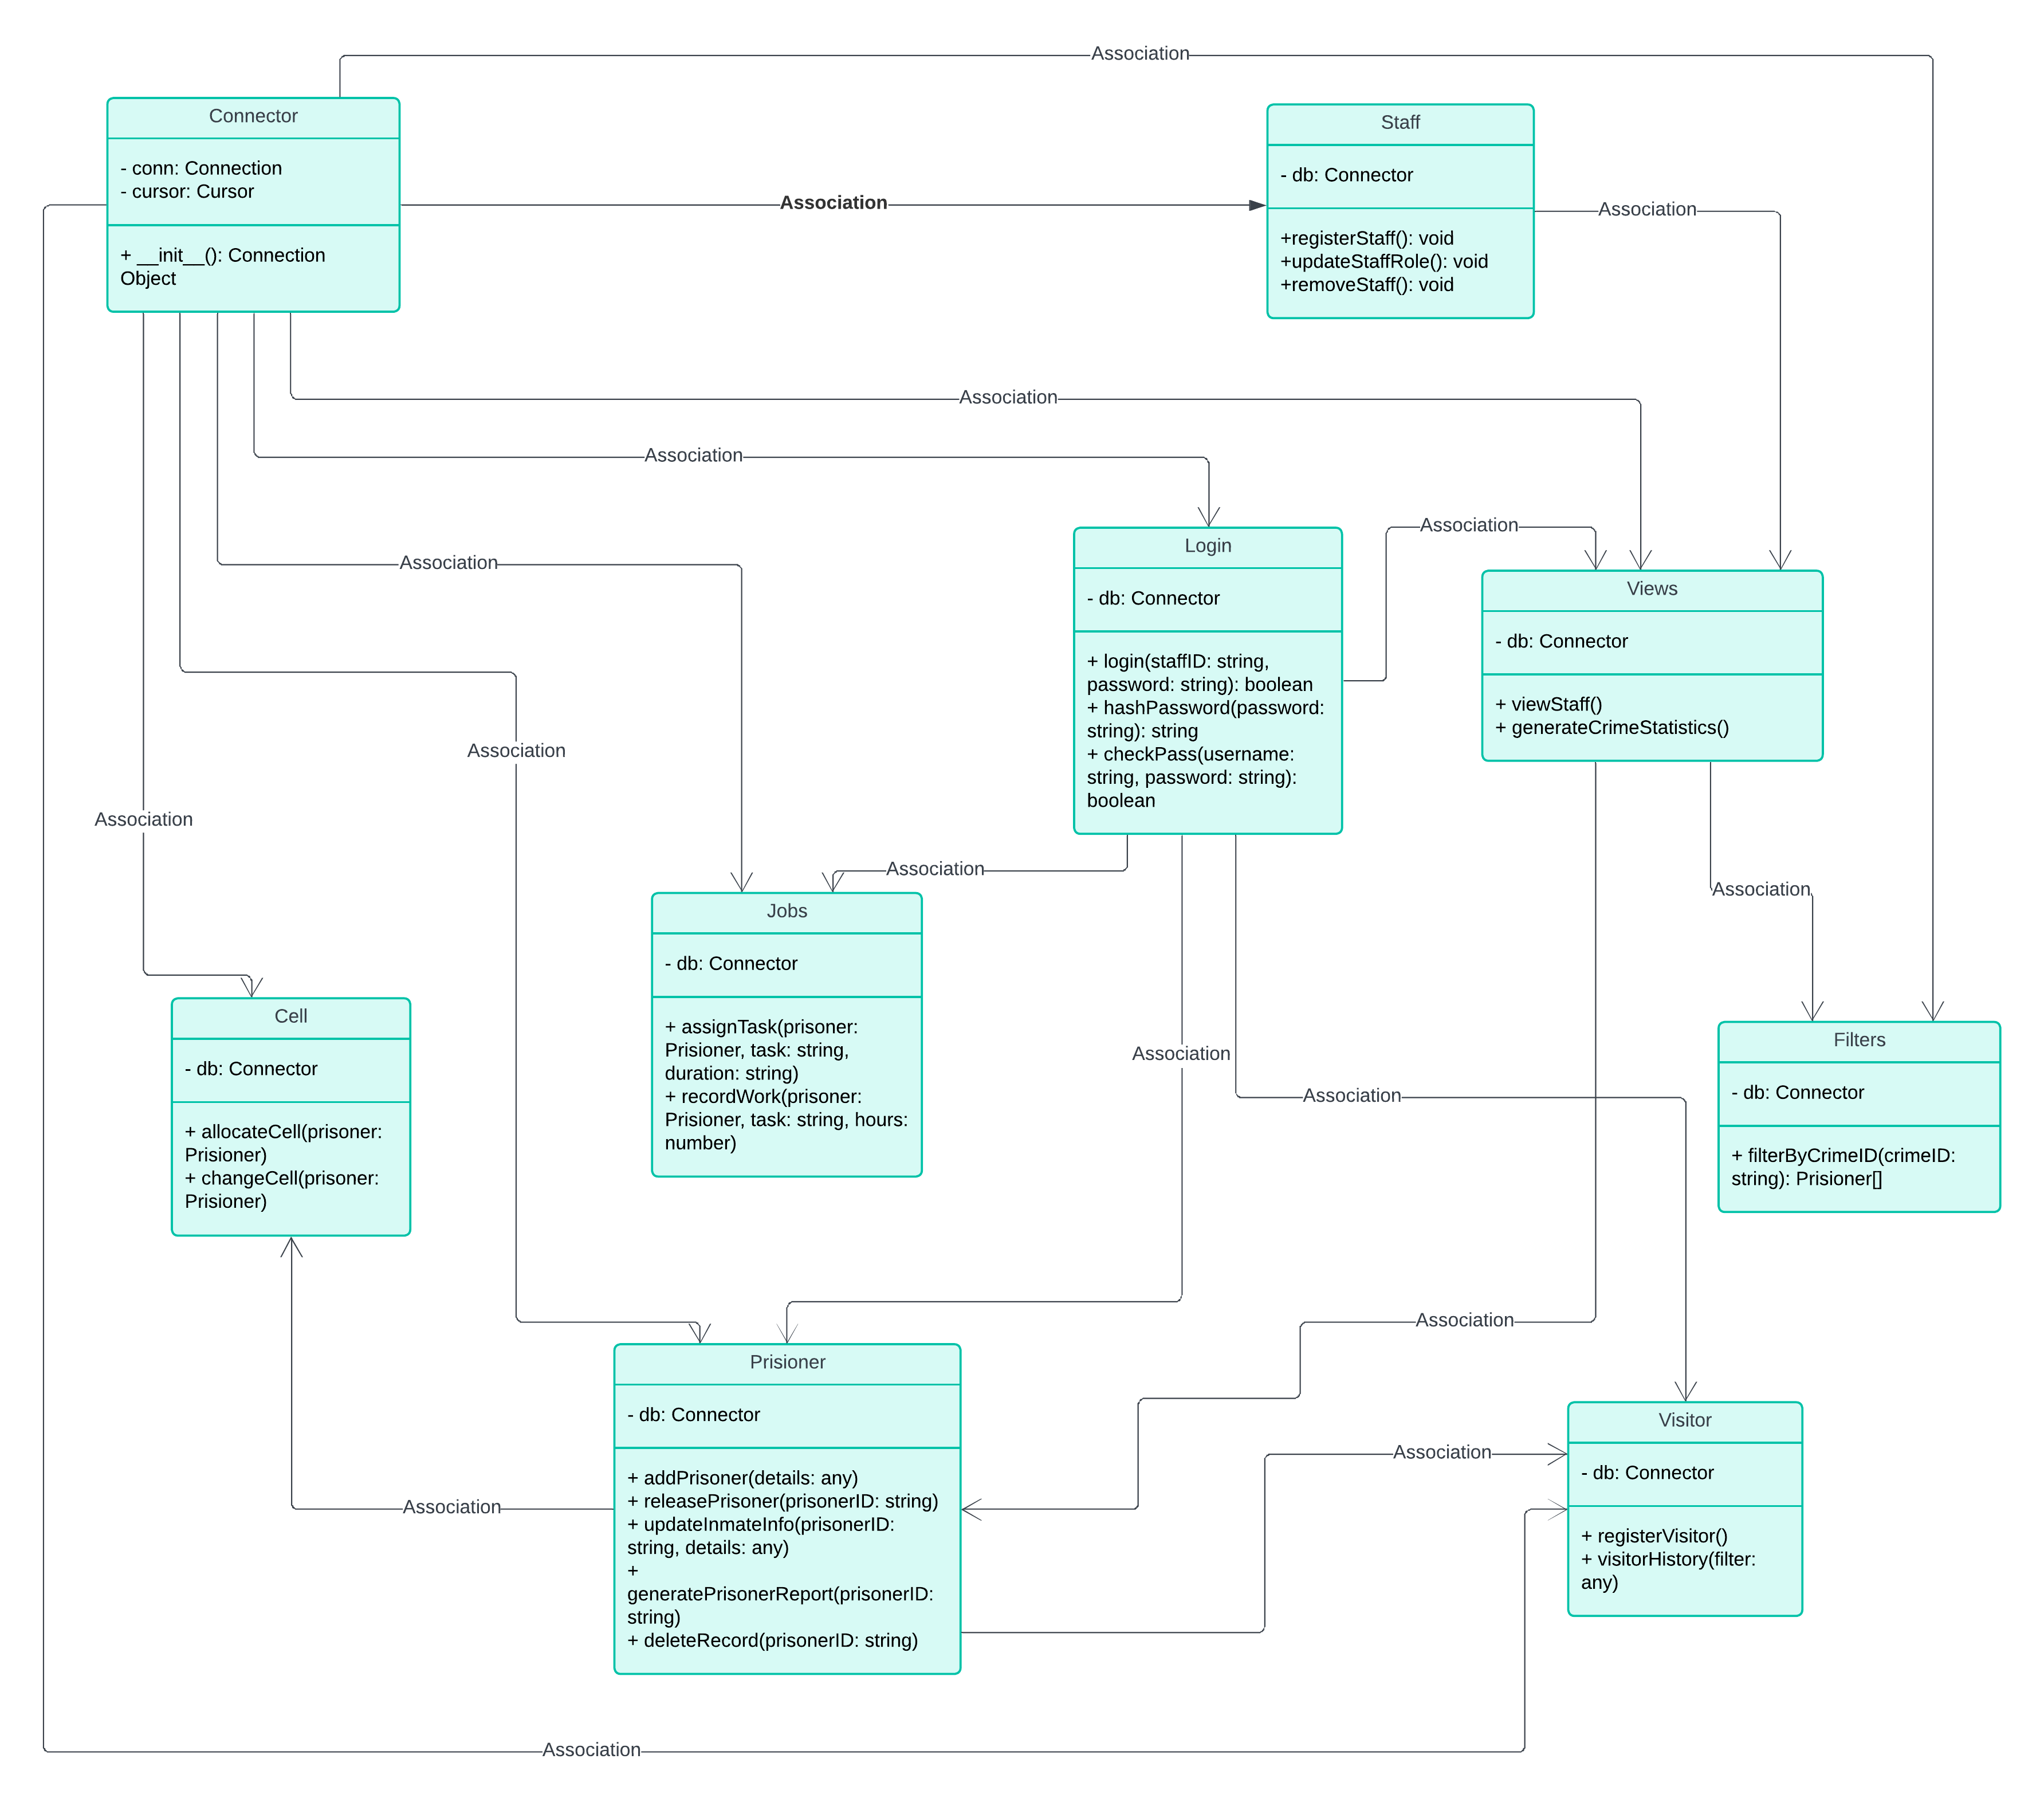 Association
Connector
- conn: Connection
- cursor: Cursor
+ __init__(): Connection
Object
Association
Staff
- db: Connector
+registerStaff(): void
+updateStaffRole(): void
+removeStaff(): void
Association
Association
Association
Association
Login
- db: Connector
+ login(staffID: string,
password: string): boolean
+ hashPassword(password:
string): string
+ checkPass(username:
string, password: string):
boolean
Association
Views
- db: Connector
+ viewStaff()
+ generateCrimeStatistics()
Association
Association
Association
Association
Jobs
- db: Connector
+ assignTask(prisoner:
Prisioner, task: string,
duration: string)
+ recordWork(prisoner:
Prisioner, task: string, hours:
number)
Cell
- db: Connector
+ allocateCell(prisoner:
Prisioner)
+ changeCell(prisoner:
Prisioner)
Association
Association
Filters
- db: Connector
+ filterByCrimeID(crimeID:
string): Prisioner[]
Association
Prisioner
- db: Connector
+ addPrisoner(details: any)
+ releasePrisoner(prisonerID: string)
+ updateInmateInfo(prisonerID:
string, details: any)
+
generatePrisonerReport(prisonerID:
string)
+ deleteRecord(prisonerID: string)
Association
Association
Visitor
- db: Connector
+ registerVisitor()
+ visitorHistory(filter:
any)
Association